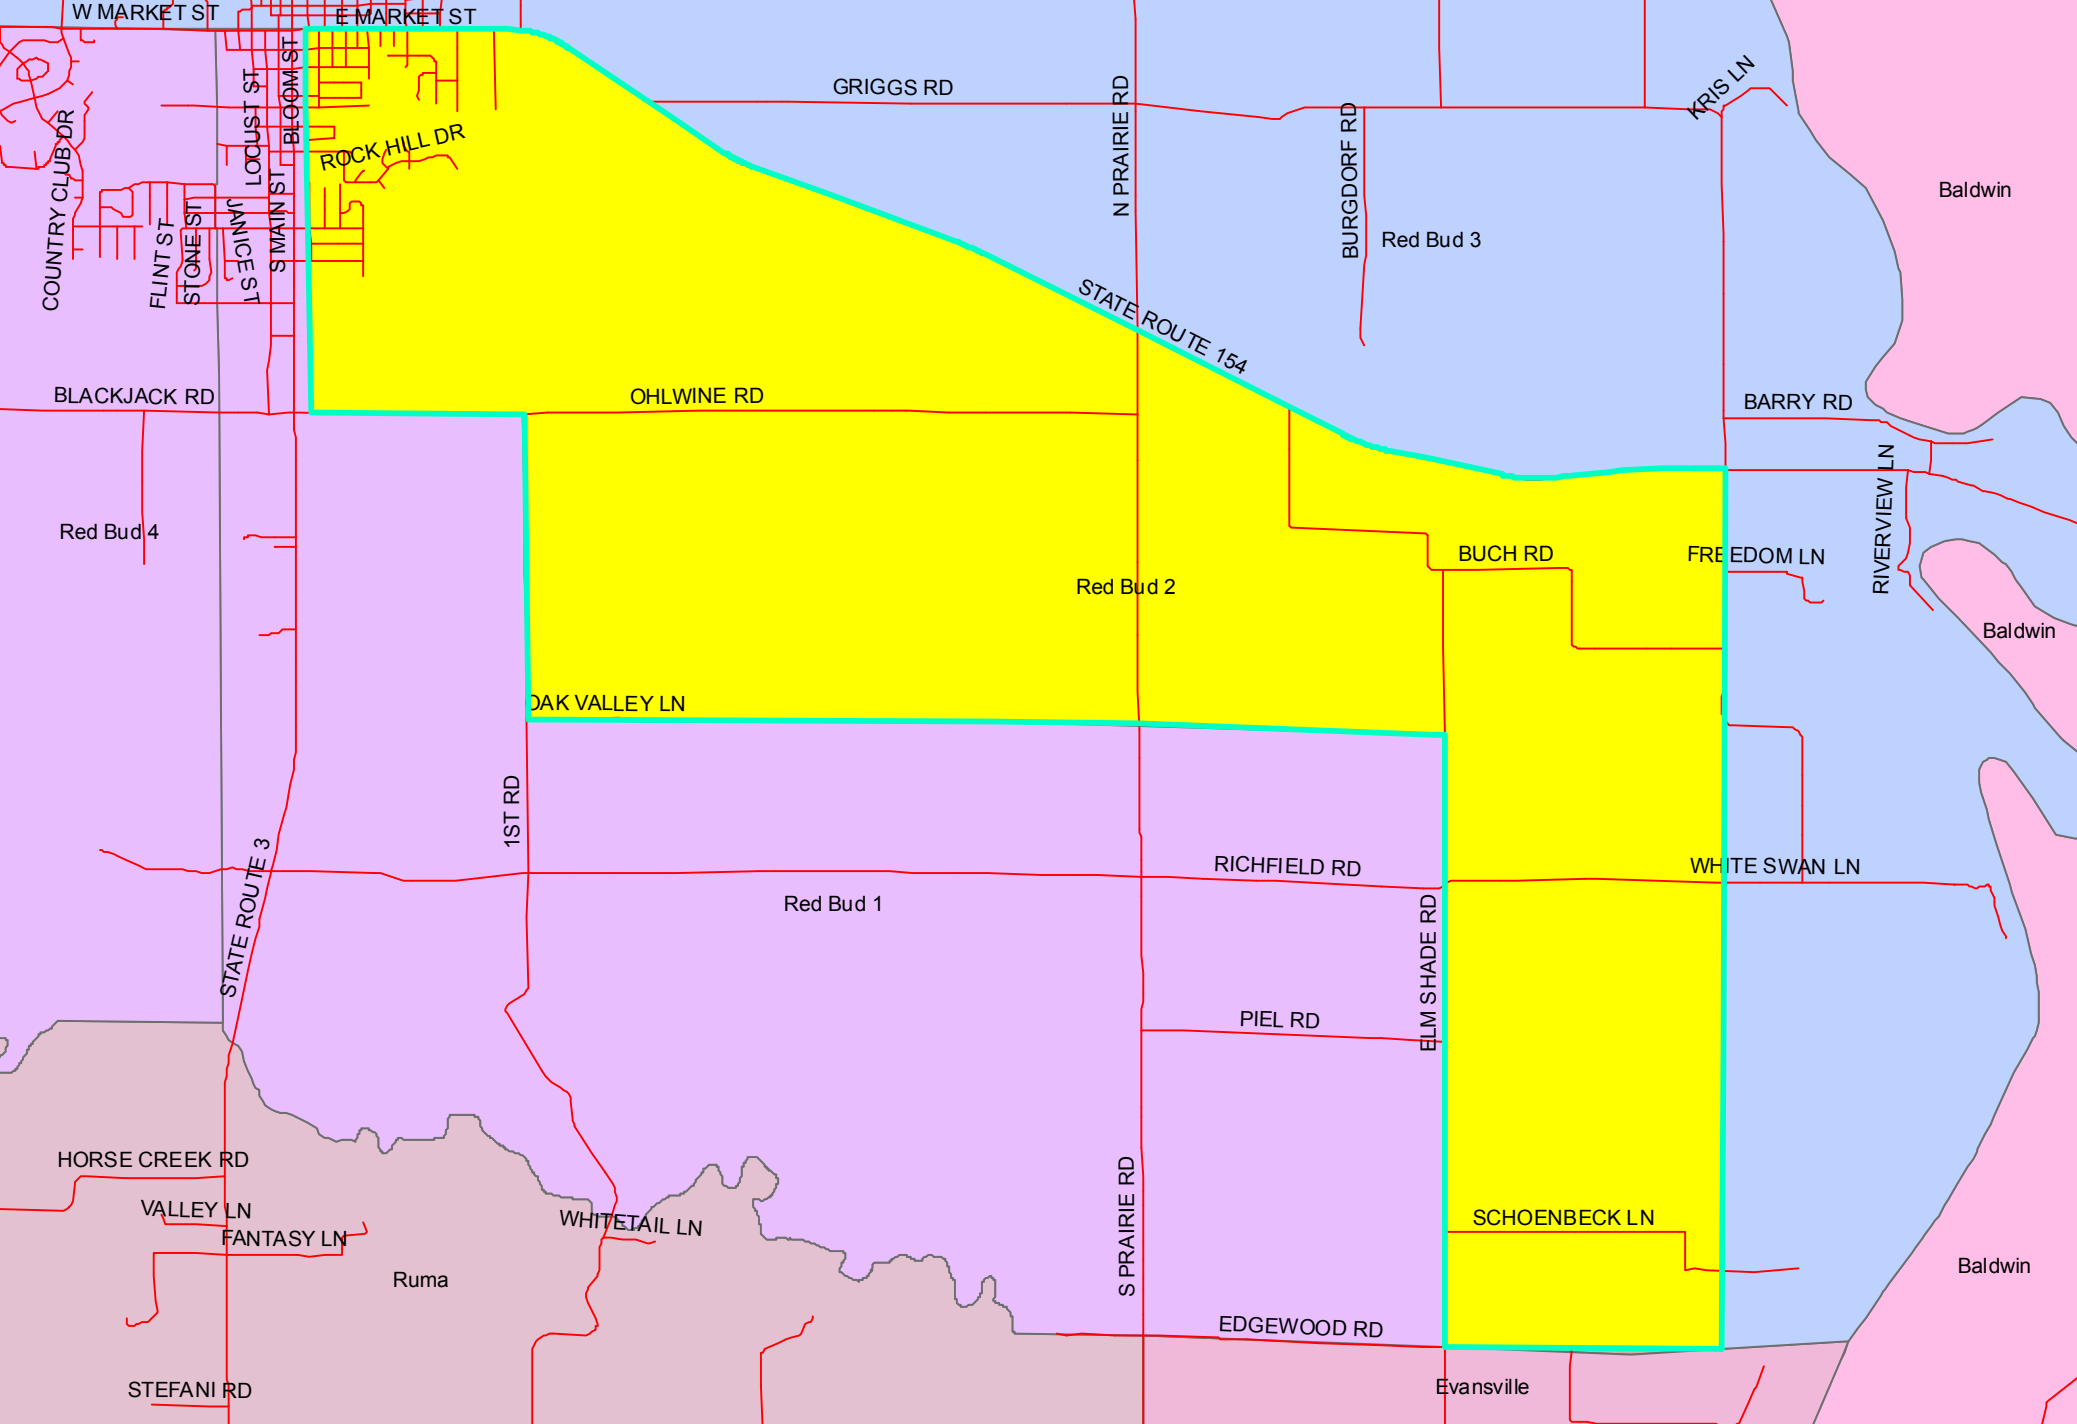 W MARKET ST
E MARKET ST
GRIGGS RD
KRIS LN
N PRAIRIE RD
BURGDORF RD
LOCUST ST
BLOOM ST
ROCK HILL DR
COUNTRY CLUB DR
FLINT ST
STONE ST
JANICE ST
S MAIN ST
Baldwin
Red Bud 3
STATE ROUTE 154
BLACKJACK RD
OHLWINE RD
BARRY RD
RIVERVIEW LN
Red Bud 4
BUCH RD
FREEDOM LN
Red Bud 2
Baldwin
OAK VALLEY LN
1ST RD
STATE ROUTE 3
RICHFIELD RD
WHITE SWAN LN
Red Bud 1
ELM SHADE RD
PIEL RD
HORSE CREEK RD
VALLEY LN
FANTASY LN
WHITETAIL LN
S PRAIRIE RD
SCHOENBECK LN
Ruma
Baldwin
EDGEWOOD RD
STEFANI RD
Evansville